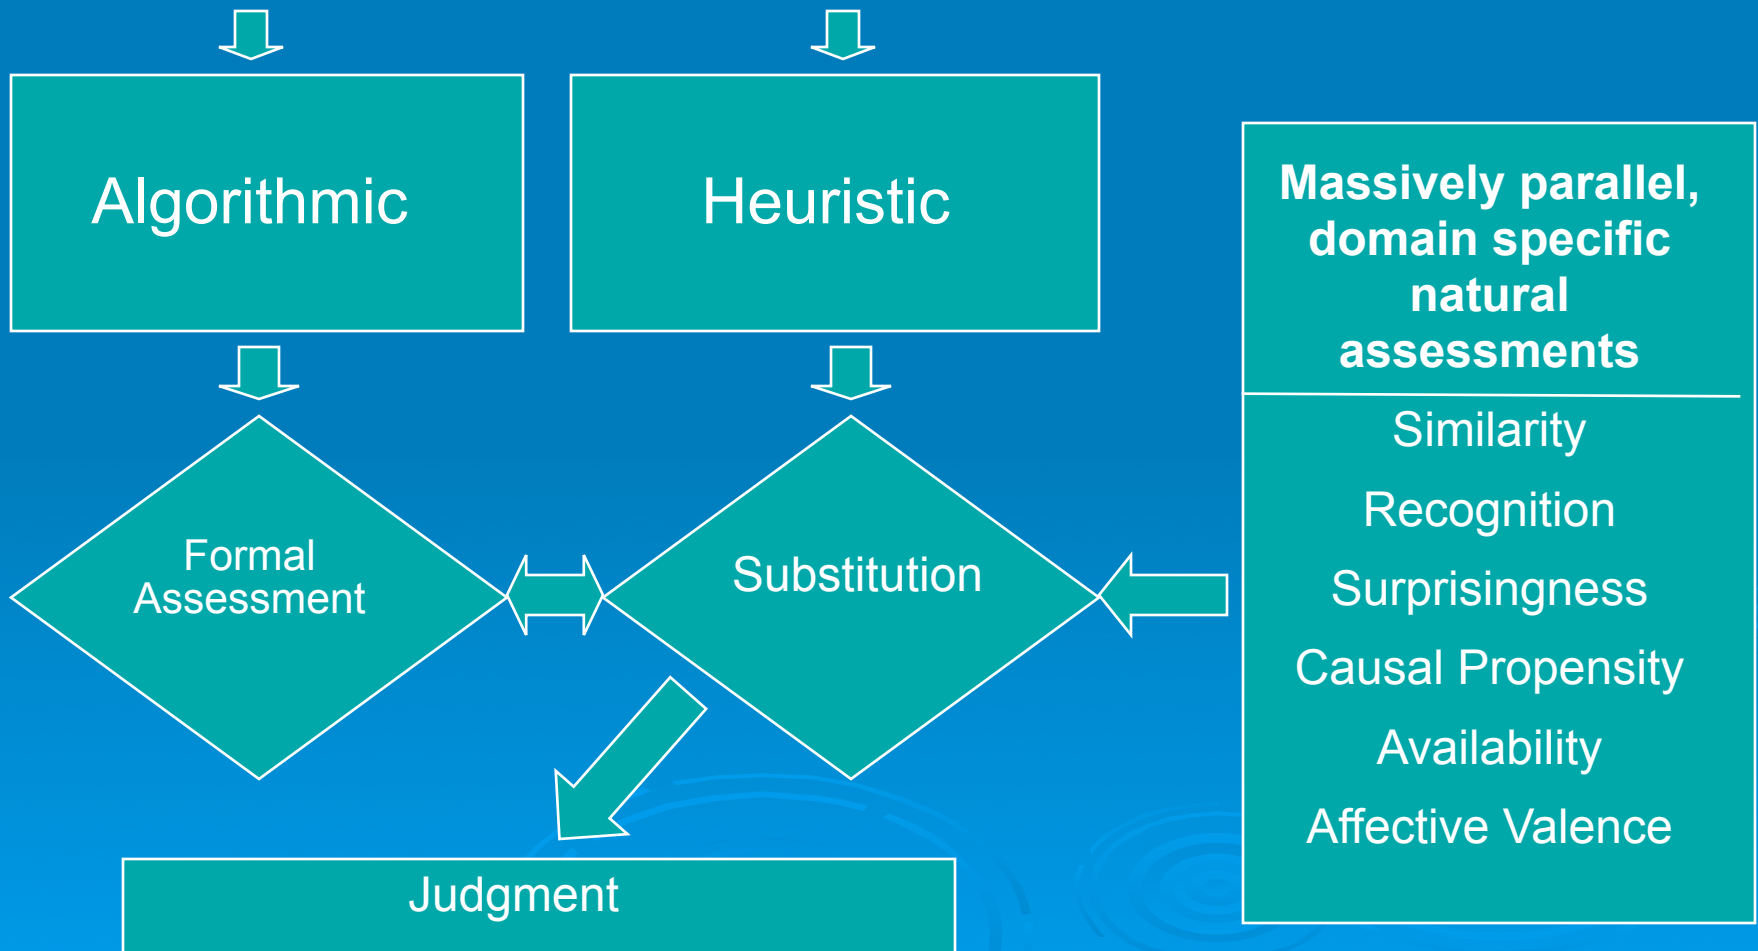 Algorithmic
Heuristic
Massively parallel,
domain specific
natural
assessments
Similarity
Recognition
Surprisingness
Causal Propensity
Availability
Affective Valence
Formal
Assessment
Substitution
Judgment